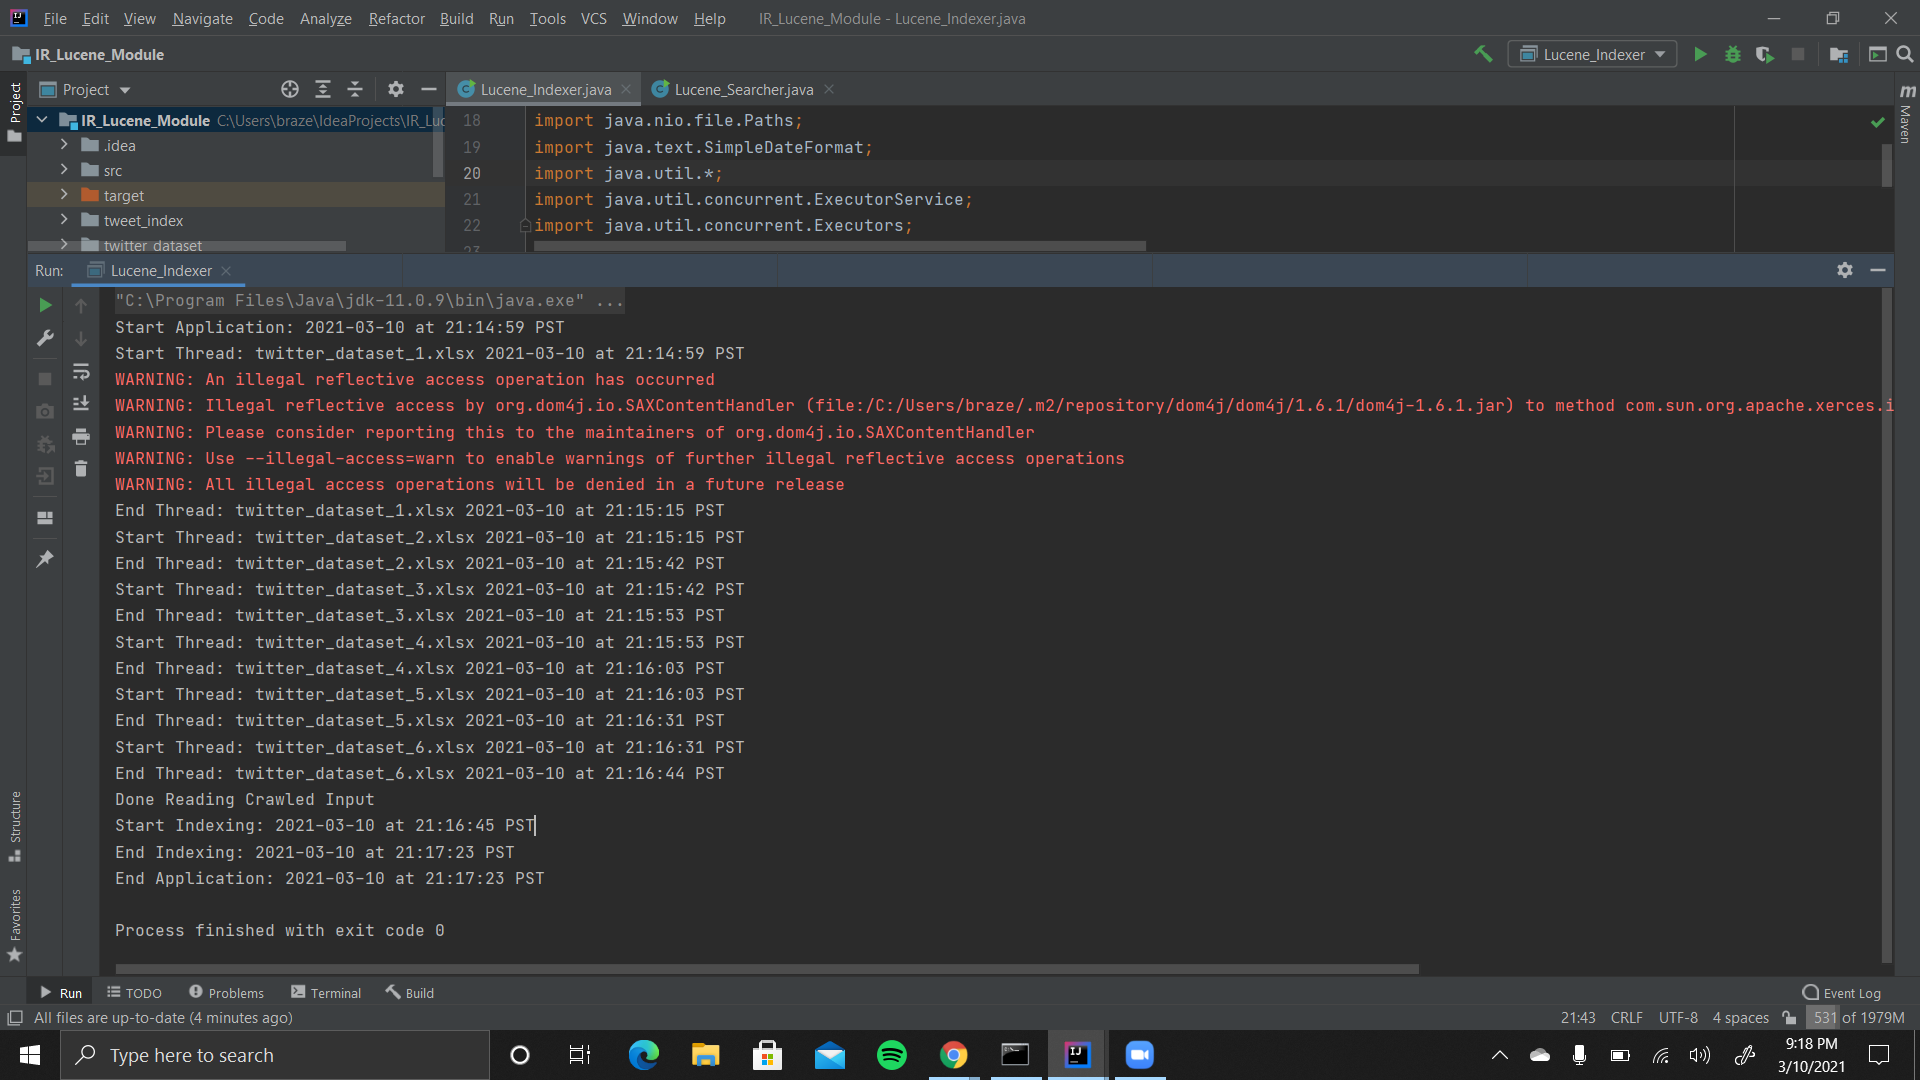 File Edit View Navigate Code Analyze Refactor Build Run Tools VCS Window Help IR_Lucene_Module - Lucene_Indexer.java
IR_Lucene_Module
Lucene_Indexer
Project
Lucene_Indexer.java
Lucene_Searcher.java
Project
Maven
IR_Lucene_Module C:\Users\braze\IdeaProjects\IR_Luc
.idea
src
target
tweet_index
twitter_dataset
18 import java.nio.file.Paths;
19 import java.text.SimpleDateFormat;
20 import java.util.*;
21 import java.util.concurrent.ExecutorService;
22 import java.util.concurrent.Executors;
23
Run: Lucene_Indexer
"C:\Program Files\Java\jdk-11.0.9\bin\java.exe" ...
Start Application: 2021-03-10 at 21:14:59 PST
Start Thread: twitter_dataset_1.xlsx 2021-03-10 at 21:14:59 PST
WARNING: An illegal reflective access operation has occurred
WARNING: Illegal reflective access by org.dom4j.io.SAXContentHandler (file:/C:/Users/braze/.m2/repository/dom4j/dom4j/1.6.1/dom4j-1.6.1.jar) to method com.sun.org.apache.xerces.i
WARNING: Please consider reporting this to the maintainers of org.dom4j.io.SAXContentHandler
WARNING: Use --illegal-access=warn to enable warnings of further illegal reflective access operations
WARNING: All illegal access operations will be denied in a future release
End Thread: twitter_dataset_1.xlsx 2021-03-10 at 21:15:15 PST
Start Thread: twitter_dataset_2.xlsx 2021-03-10 at 21:15:15 PST
End Thread: twitter_dataset_2.xlsx 2021-03-10 at 21:15:42 PST
Start Thread: twitter_dataset_3.xlsx 2021-03-10 at 21:15:42 PST
End Thread: twitter_dataset_3.xlsx 2021-03-10 at 21:15:53 PST
Start Thread: twitter_dataset_4.xlsx 2021-03-10 at 21:15:53 PST
End Thread: twitter_dataset_4.xlsx 2021-03-10 at 21:16:03 PST
Start Thread: twitter_dataset_5.xlsx 2021-03-10 at 21:16:03 PST
End Thread: twitter_dataset_5.xlsx 2021-03-10 at 21:16:31 PST
Start Thread: twitter_dataset_6.xlsx 2021-03-10 at 21:16:31 PST
End Thread: twitter_dataset_6.xlsx 2021-03-10 at 21:16:44 PST
Done Reading Crawled Input
Start Indexing: 2021-03-10 at 21:16:45 PST
End Indexing: 2021-03-10 at 21:17:23 PST
End Application: 2021-03-10 at 21:17:23 PST
Process finished with exit code 0
Structure
Favorites
Run TODO Problems Terminal Build Event Log
All files are up-to-date (4 minutes ago) 21:43 CRLF UTF-8 4 spaces 531 of 1979M
Type here to search
9:18 PM
3/10/2021